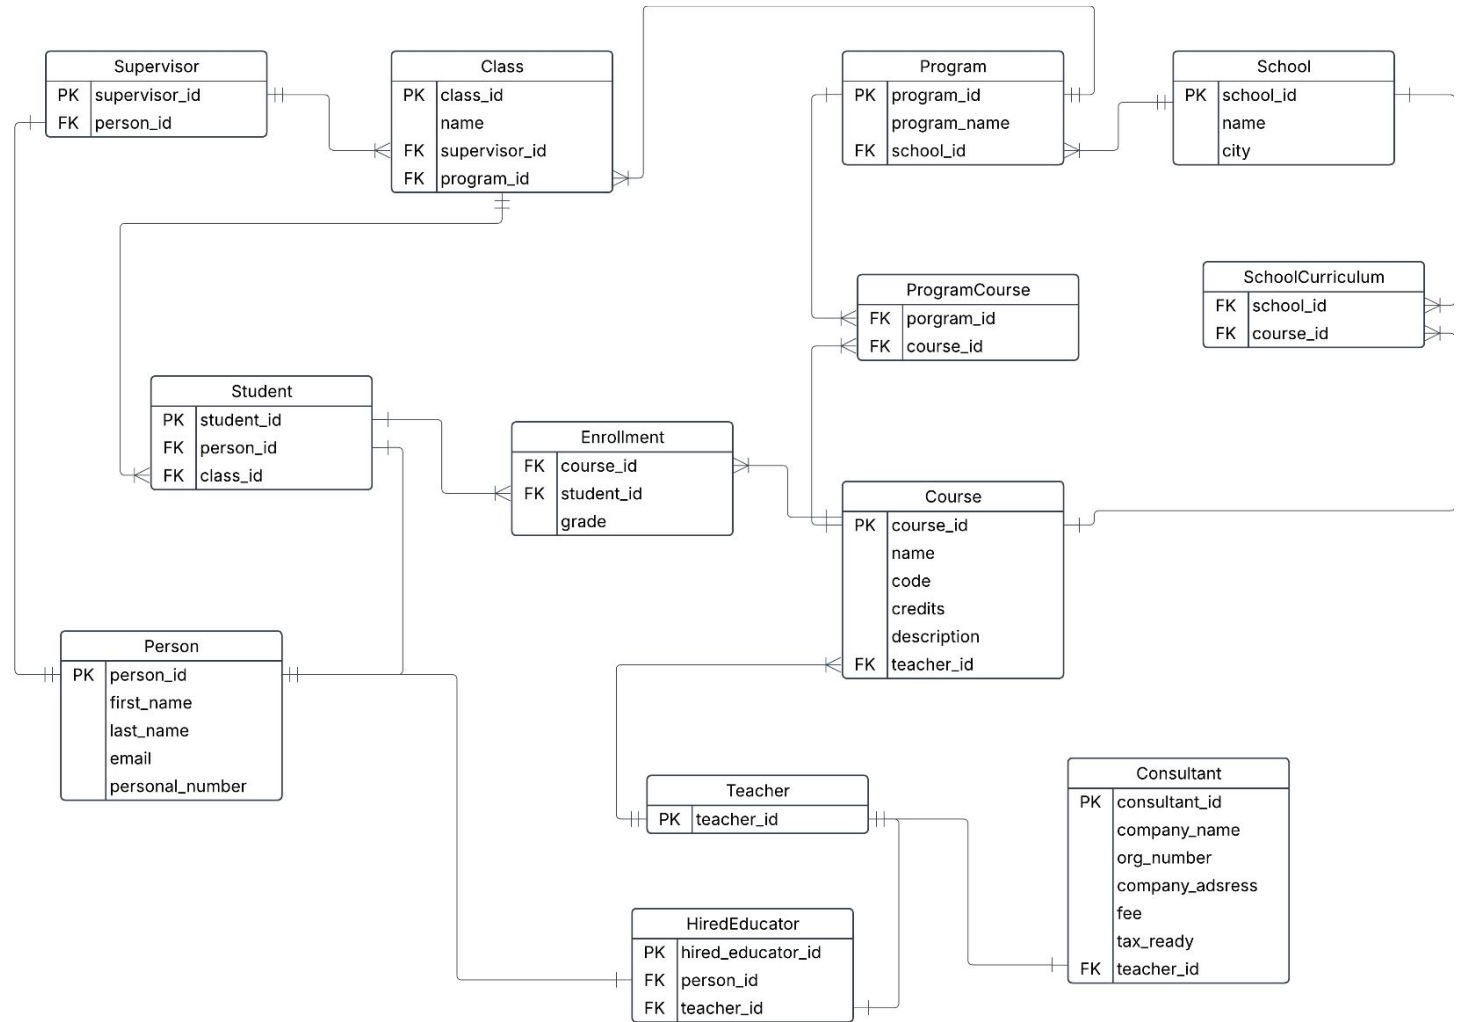 Supervisor
PK supervisor_id
FK person_id
Class
PK class_id
name
FK supervisor_id
FK program_id
Program
PK program_id
program_name
FK school_id
School
PK school_id
name
city
ProgramCourse
FK porgram_id
FK course_id
SchoolCurriculum
FK school_id
FK course_id
Student
PK student_id
FK person_id
FK class_id
Enrollment
FK course_id
FK student_id
grade
Course
PK course_id
name
code
credits
description
FK teacher_id
Person
PK person_id
first_name
last_name
email
personal_number
Teacher
PK teacher_id
Consultant
PK consultant_id
company_name
org_number
company_adsress
fee
tax_ready
FK teacher_id
HiredEducator
PK hired_educator_id
FK person_id
FK teacher_id